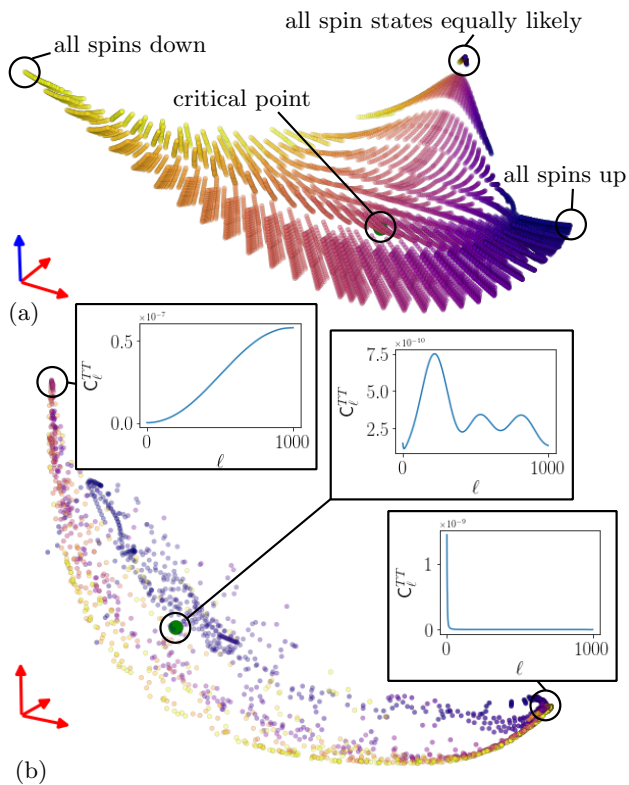 all spin states equally likely
all spins down
critical point
all spins up
(a)
×10⁻⁷
0.5
0.0
C_ℓ^{TT}
0
1000
ℓ
×10⁻¹⁰
7.5
5.0
2.5
C_ℓ^{TT}
0
1000
ℓ
×10⁻⁹
1
0
C_ℓ^{TT}
0
1000
ℓ
(b)